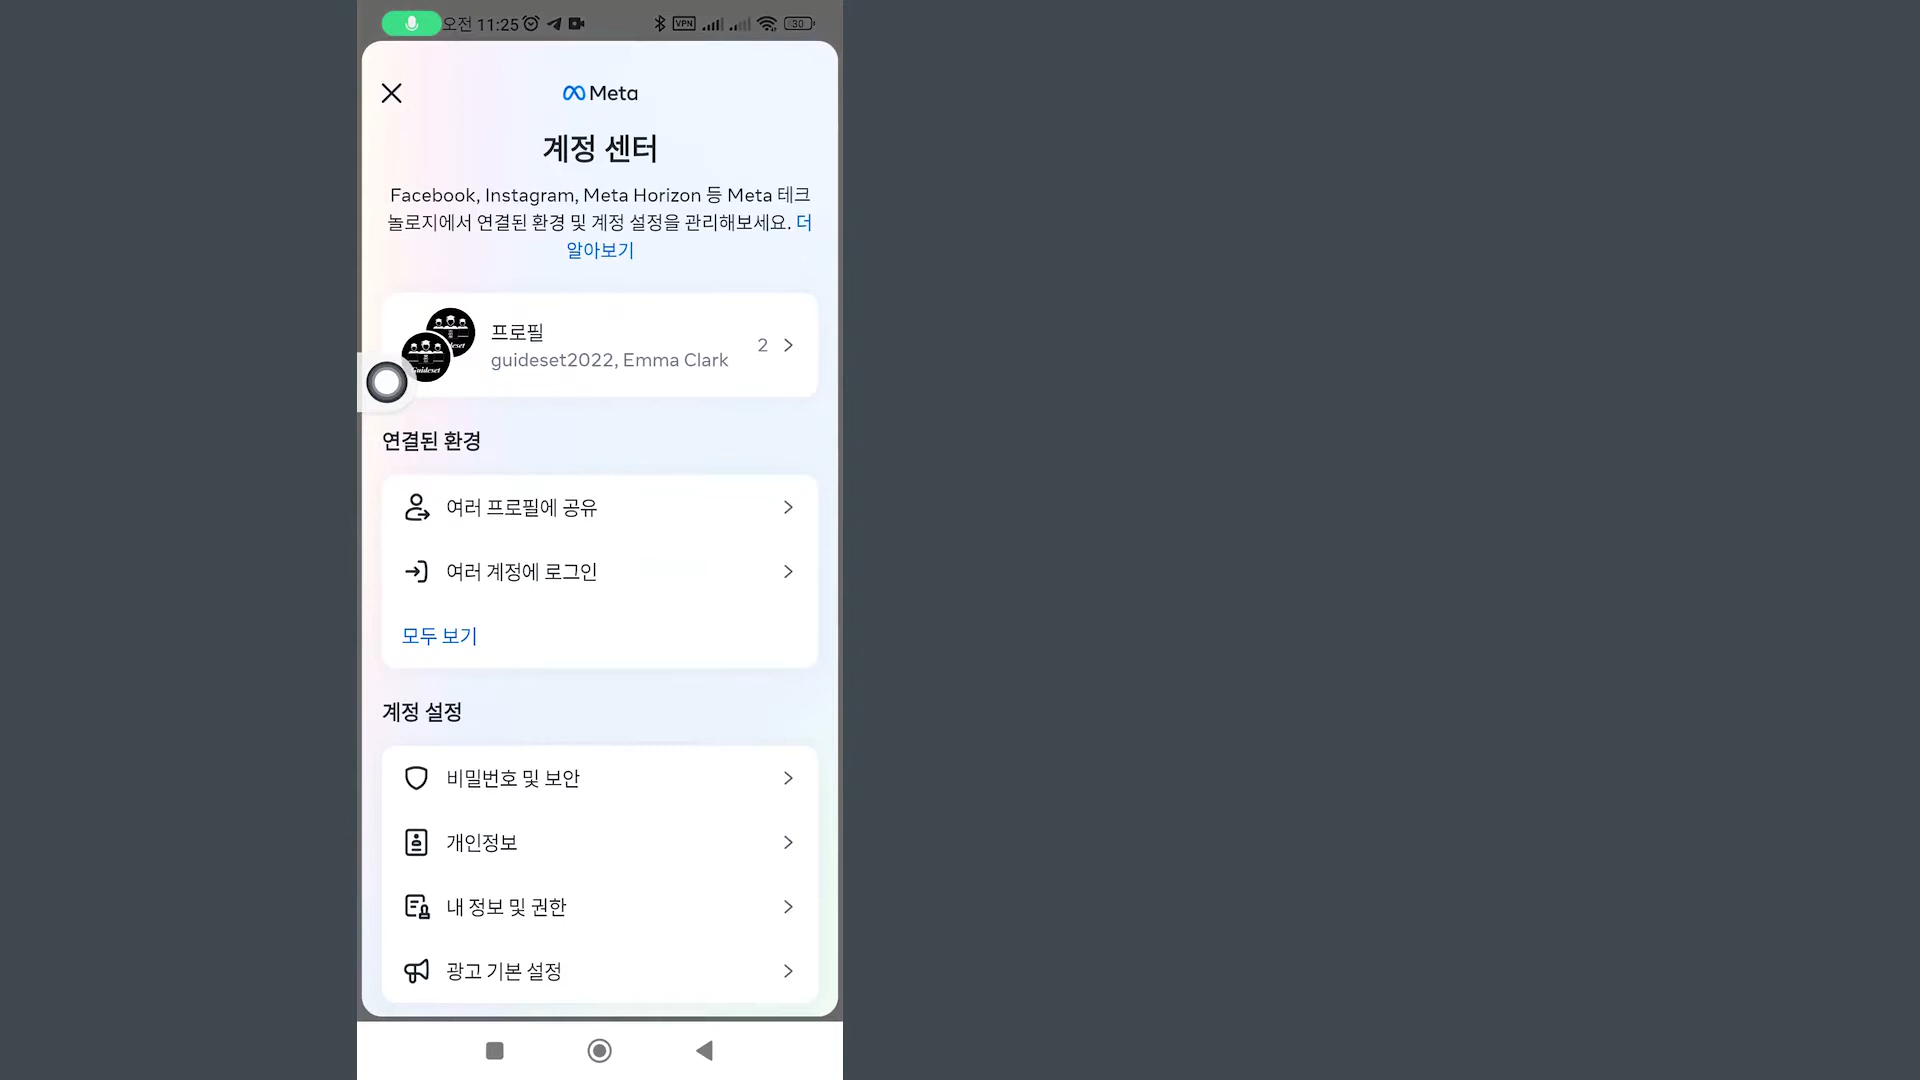 오전 11:25
VPN
30
Meta
계정 센터
Facebook, Instagram, Meta Horizon 등 Meta 테크
놀로지에서 연결된 환경 및 계정 설정을 관리해보세요. 더
알아보기
프로필
guideset2022, Emma Clark
2
Guideset
연결된 환경
여러 프로필에 공유
여러 계정에 로그인
모두 보기
계정 설정
비밀번호 및 보안
개인정보
내 정보 및 권한
광고 기본 설정